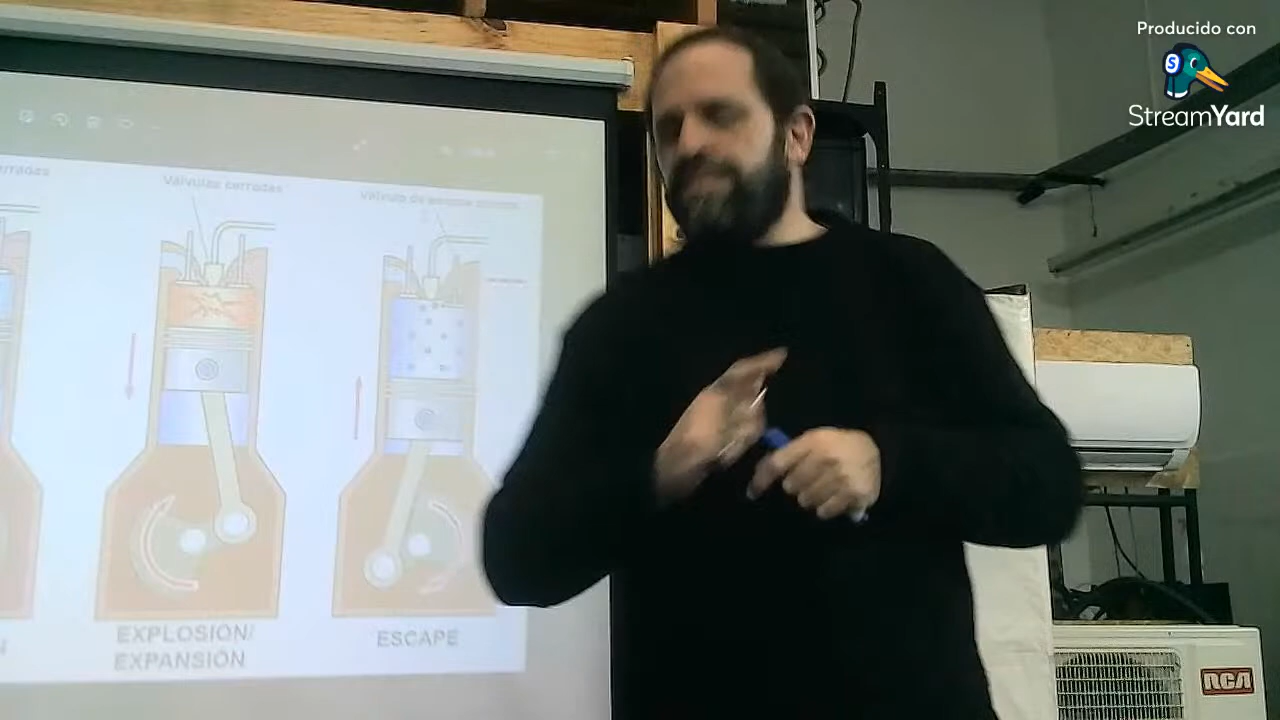 Producido con
StreamYard
Válvulas cerradas
EXPLOSIÓN/
EXPANSIÓN
ESCAPE
RCA